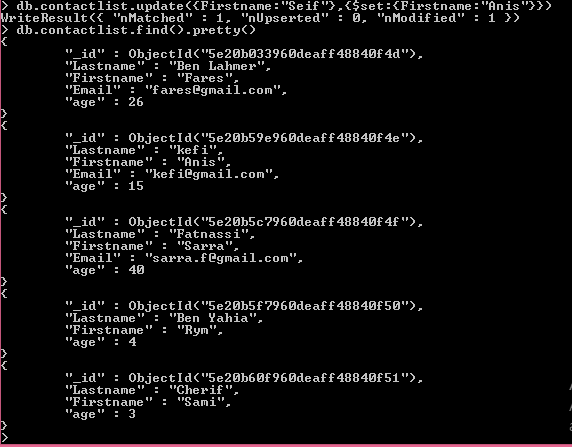 > db.contactlist.update({Firstname:"Seif"},{$set:{Firstname:"Anis"}})
WriteResult({ "nMatched" : 1, "nUpserted" : 0, "nModified" : 1 })
> db.contactlist.find().pretty()
{
        "_id" : ObjectId("5e20b033960deaff48840f4d"),
        "Lastname" : "Ben Lahmer",
        "Firstname" : "Fares",
        "Email" : "fares@gmail.com",
        "age" : 26
}
{
        "_id" : ObjectId("5e20b59e960deaff48840f4e"),
        "Lastname" : "kefi",
        "Firstname" : "Anis",
        "Email" : "kefi@gmail.com",
        "age" : 15
}
{
        "_id" : ObjectId("5e20b5c7960deaff48840f4f"),
        "Lastname" : "Fatnassi",
        "Firstname" : "Sarra",
        "Email" : "sarra.f@gmail.com",
        "age" : 40
}
{
        "_id" : ObjectId("5e20b5f7960deaff48840f50"),
        "Lastname" : "Ben Yahia",
        "Firstname" : "Rym",
        "age" : 4
}
{
        "_id" : ObjectId("5e20b60f960deaff48840f51"),
        "Lastname" : "Cherif",
        "Firstname" : "Sami",
        "age" : 3
}
>